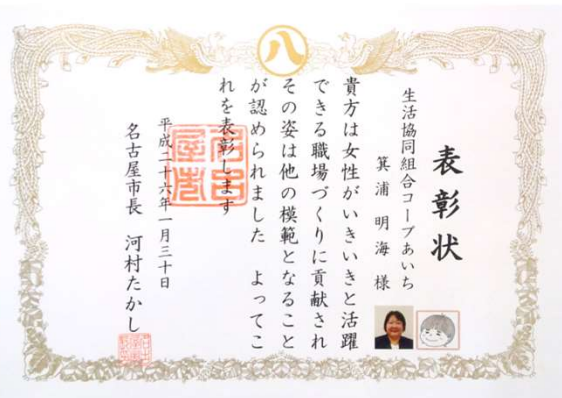 八
表彰状
生活協同組合コープあいち
箕浦明海様
貴方は女性がいきいきと活躍
できる職場づくりに貢献され
その姿は他の模範となること
が認められました　よってこ
れを表彰します
平成二十六年一月三十日
名古屋市長　河村たかし